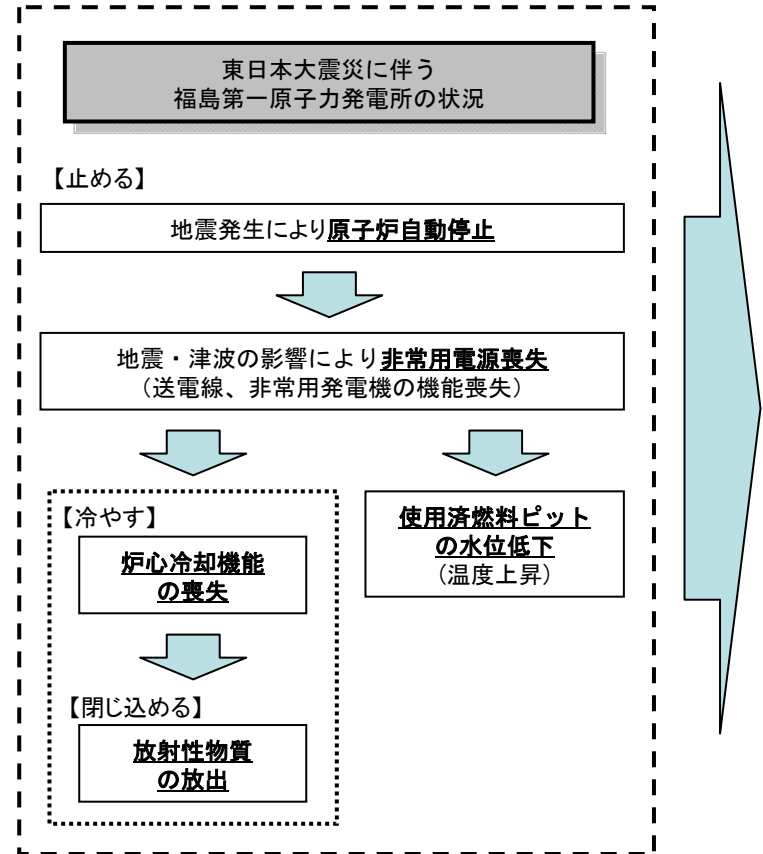 東日本大震災に伴う
福島第一原子力発電所の状況
【止める】
地震発生により原子炉自動停止
地震・津波の影響により非常用電源喪失
（送電線、非常用発電機の機能喪失）
【冷やす】
炉心冷却機能
の喪失
【閉じ込める】
放射性物質
の放出
使用済燃料ピット
の水位低下
（温度上昇）